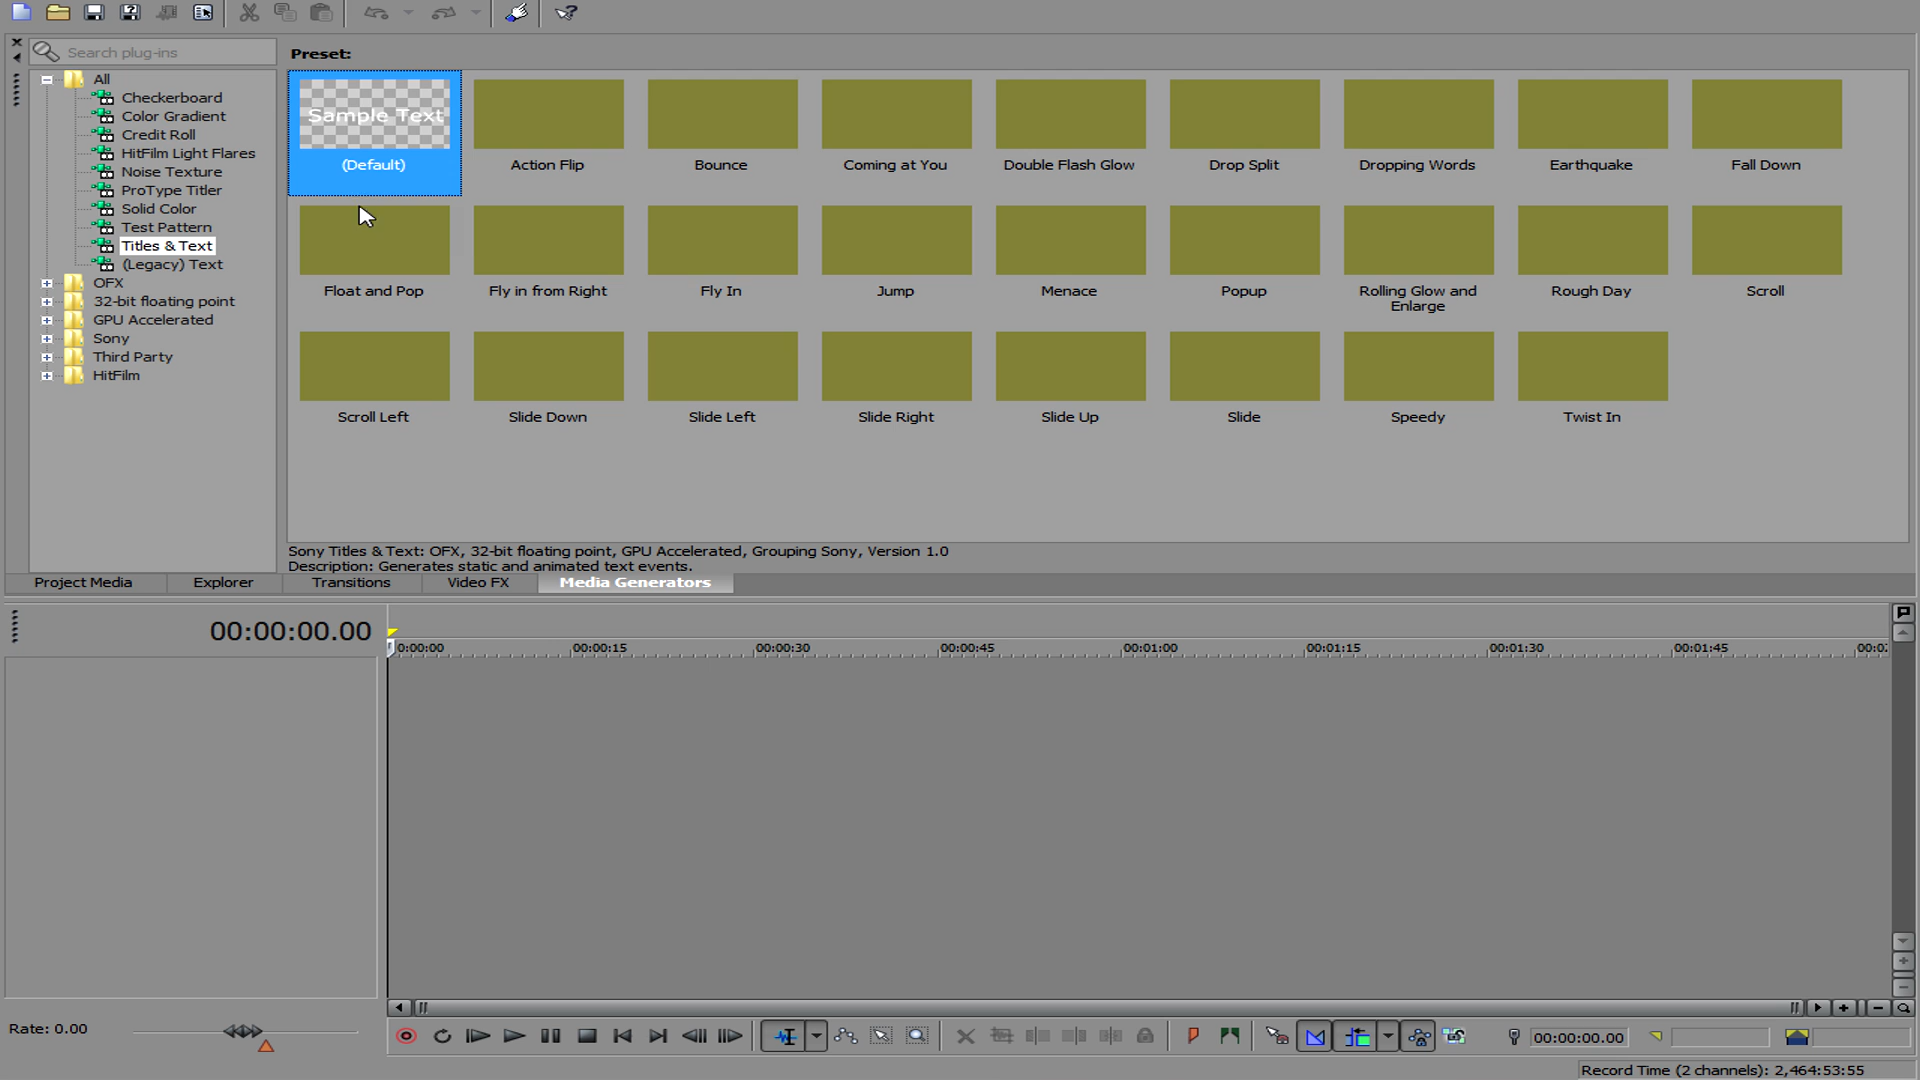 Search plug-ins
Preset:
All
Checkerboard
Color Gradient
Credit Roll
HitFilm Light Flares
Noise Texture
ProType Titler
Solid Color
Test Pattern
Titles & Text
(Legacy) Text
OFX
32-bit floating point
GPU Accelerated
Sony
Third Party
HitFilm
Sample Text
(Default)
Action Flip
Bounce
Coming at You
Double Flash Glow
Drop Split
Dropping Words
Earthquake
Fall Down
Float and Pop
Fly in from Right
Fly In
Jump
Menace
Popup
Rolling Glow and
Enlarge
Rough Day
Scroll
Scroll Left
Slide Down
Slide Left
Slide Right
Slide Up
Slide
Speedy
Twist In
Sony Titles & Text: OFX, 32-bit floating point, GPU Accelerated, Grouping Sony, Version 1.0
Description: Generates static and animated text events.
Project Media
Explorer
Transitions
Video FX
Media Generators
00:00:00.00
0:00:00
00:00:15
00:00:30
00:00:45
00:01:00
00:01:15
00:01:30
00:01:45
Rate: 0.00
00:00:00.00
Record Time (2 channels): 2,464:53:55